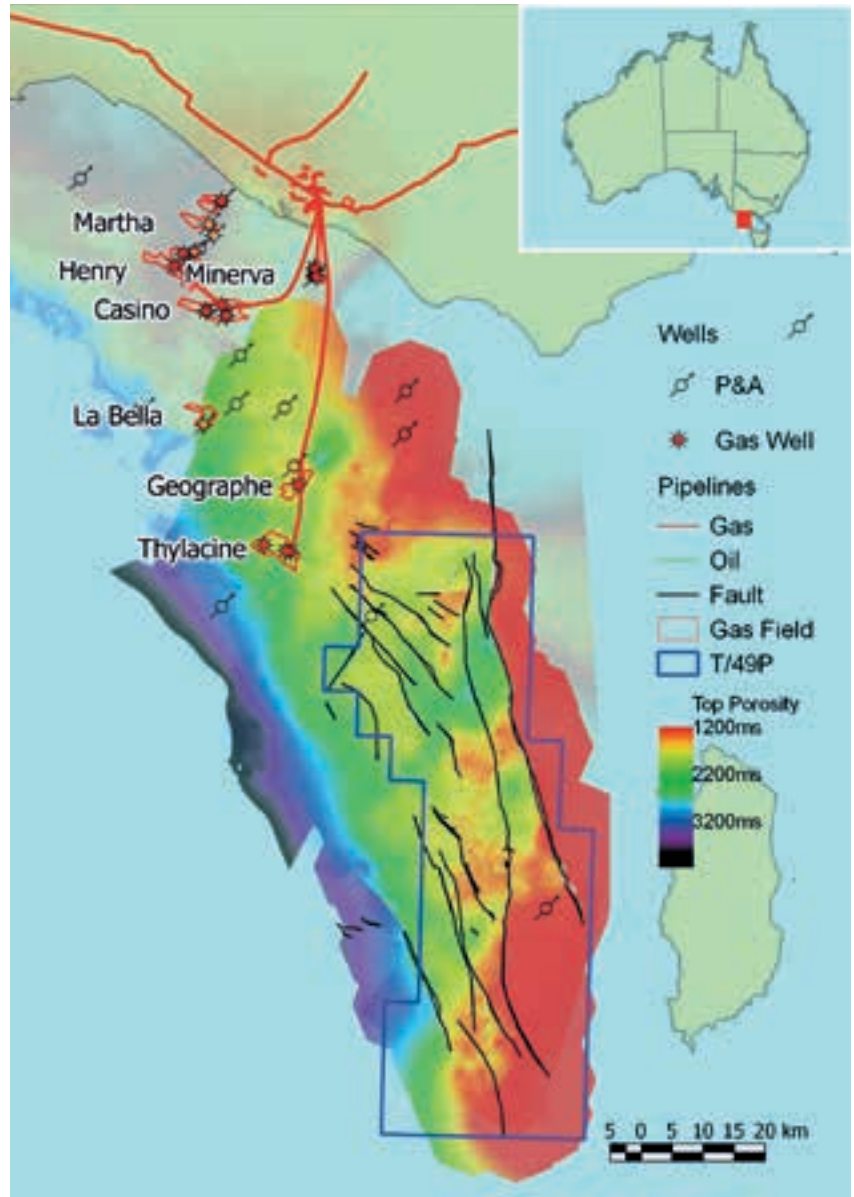 Martha
Henry
Minerva
Casino
La Bella
Geographe
Thylacine
Wells
P&A
Gas Well
Pipelines
Gas
Oil
Fault
Gas Field
T/49P
Top Porosity
1200ms
2200ms
3200ms
5 0 5 10 15 20 km